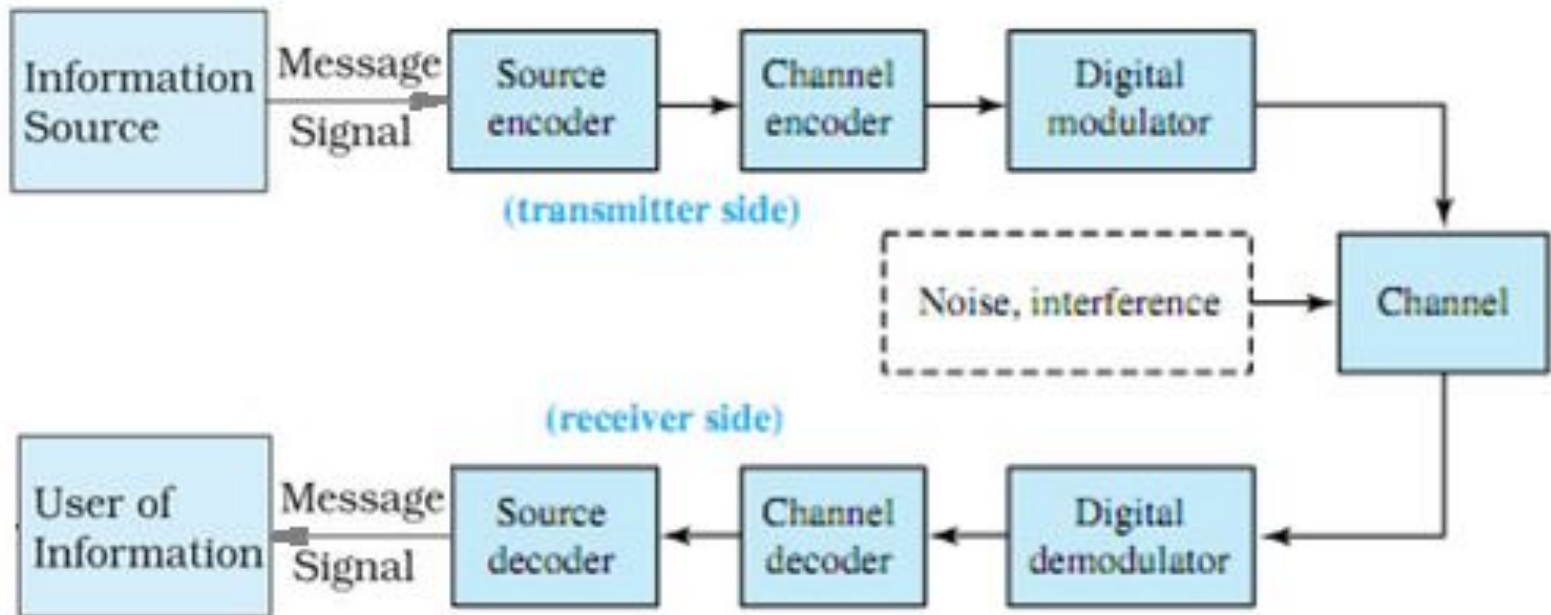 Information
Source
Message
Signal
Source
encoder
Channel
encoder
Digital
modulator
(transmitter side)
Noise, interference
Channel
(receiver side)
User of
Information
Message
Signal
Source
decoder
Channel
decoder
Digital
demodulator